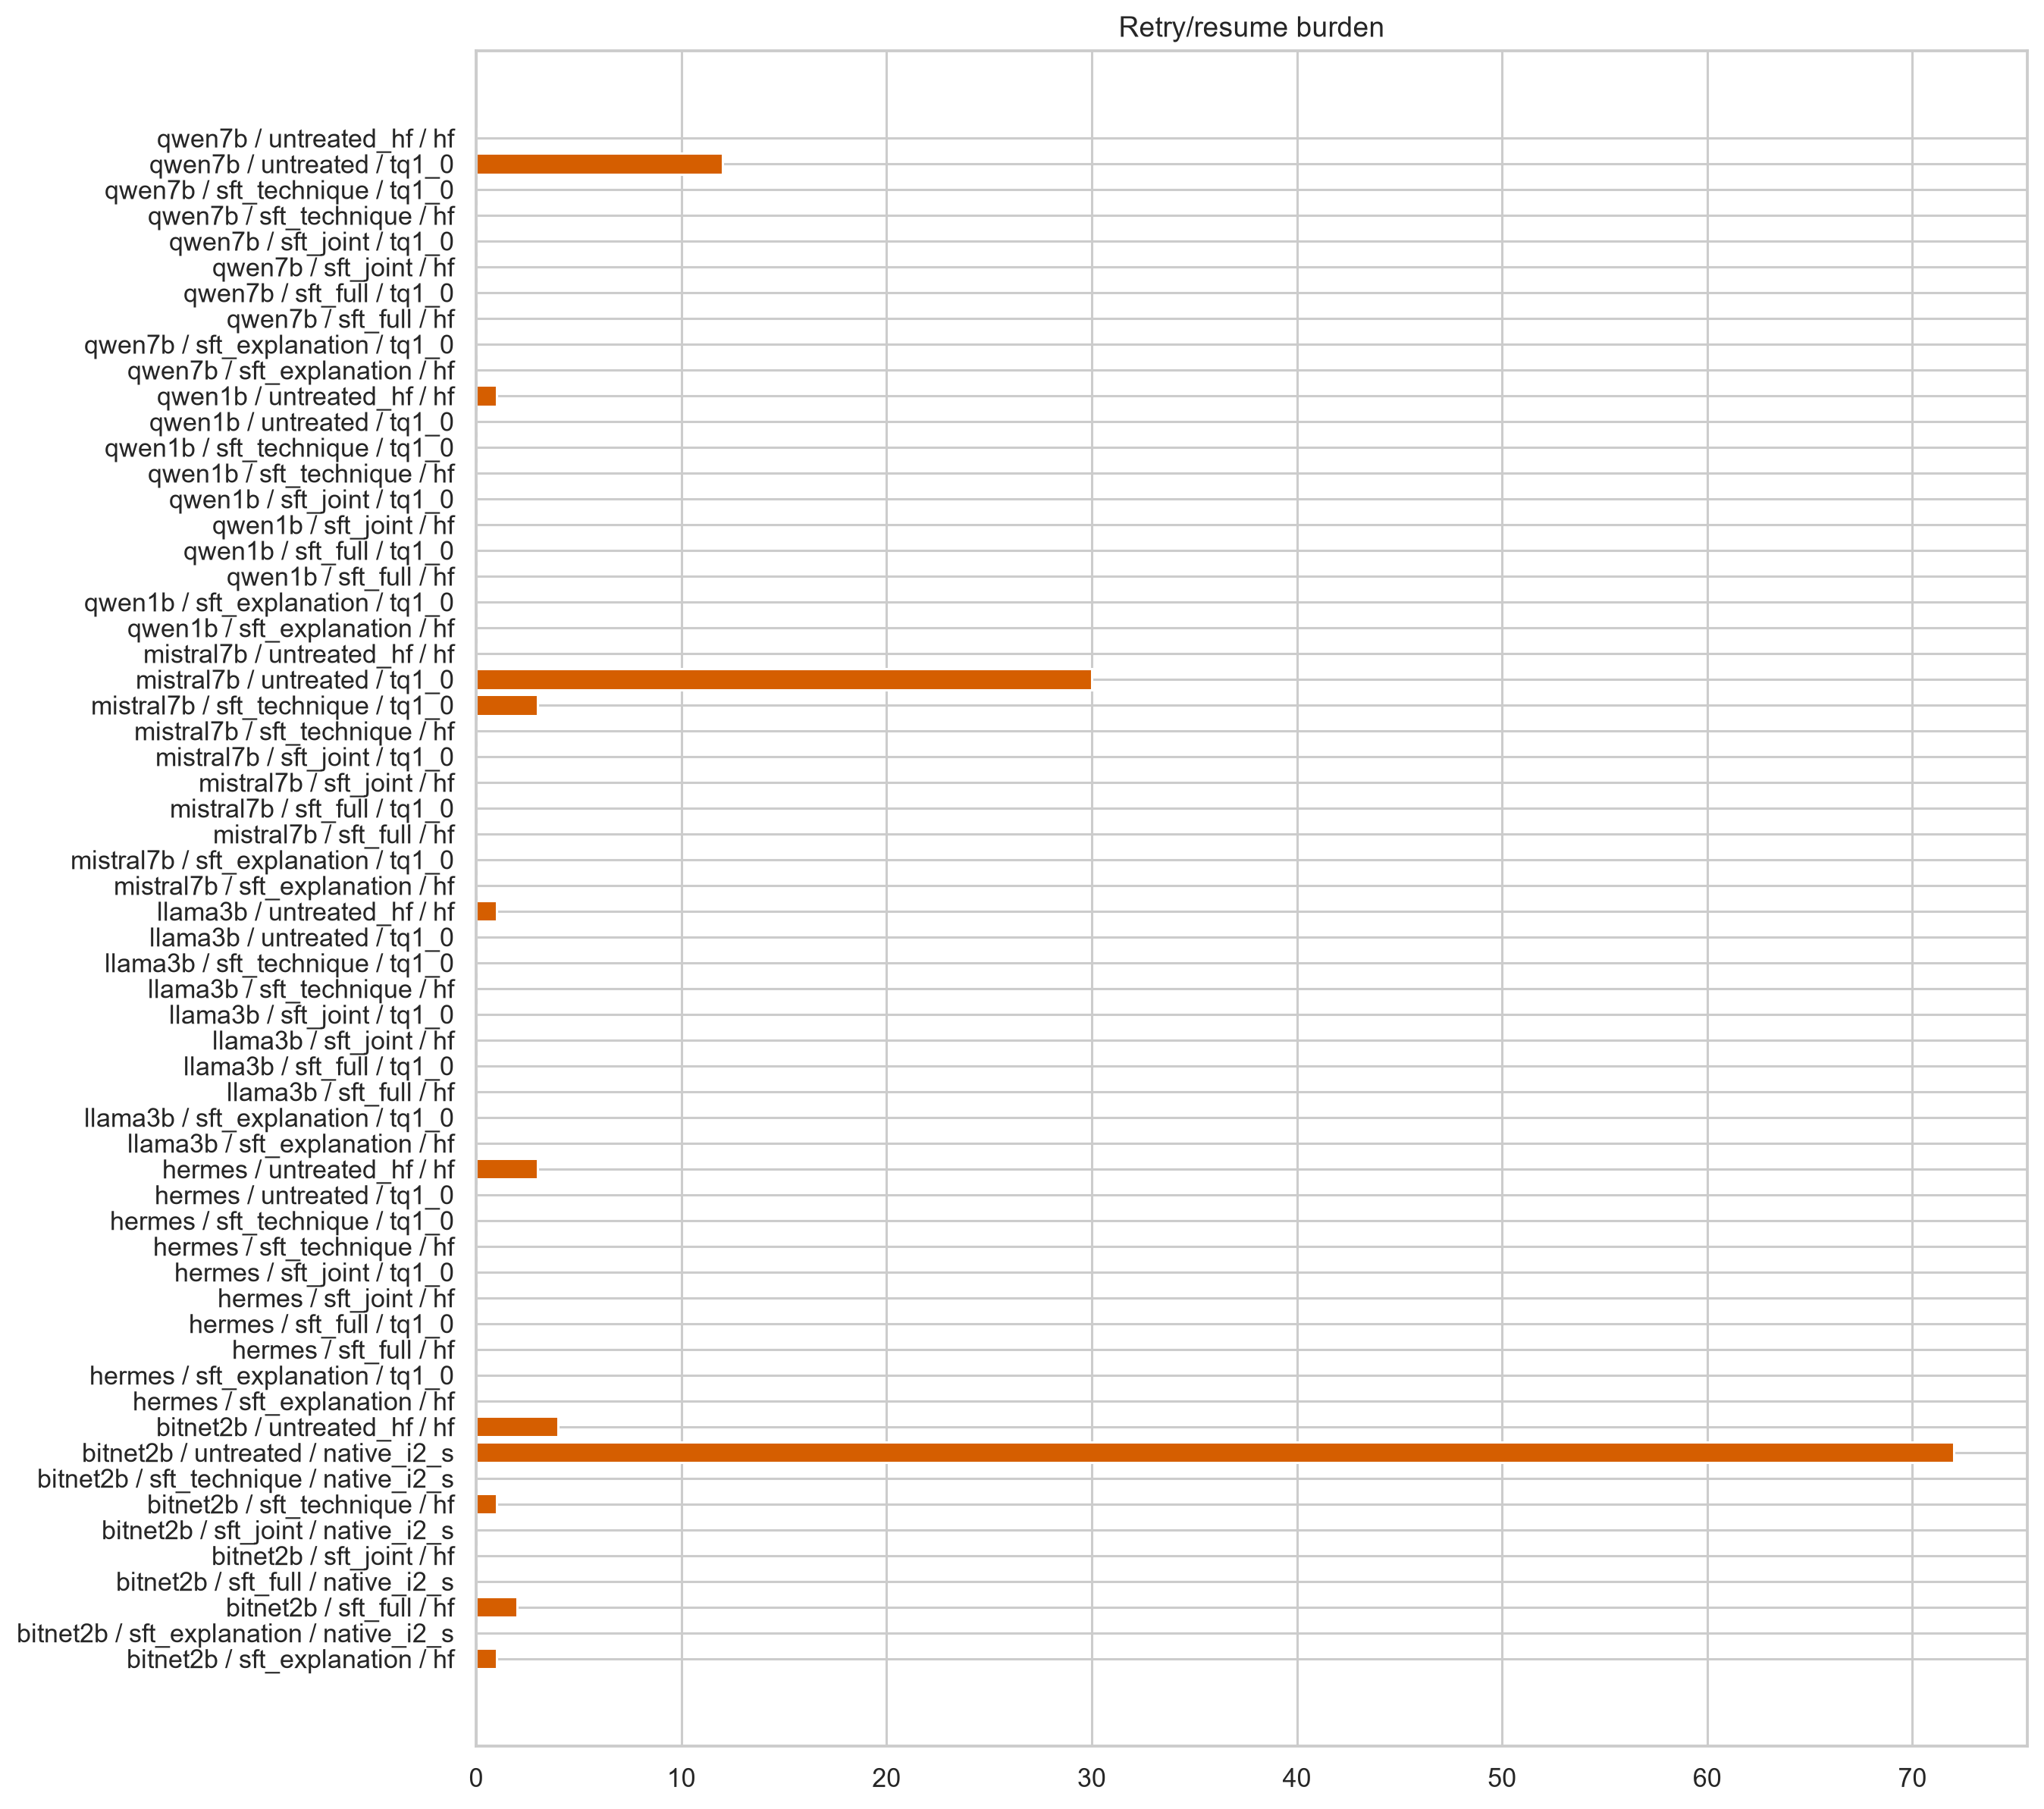 Retry/resume burden
qwen7b / untreated_hf / hf
qwen7b / untreated / tq1_0
qwen7b / sft_technique / tq1_0
qwen7b / sft_technique / hf
qwen7b / sft_joint / tq1_0
qwen7b / sft_joint / hf
qwen7b / sft_full / tq1_0
qwen7b / sft_full / hf
qwen7b / sft_explanation / tq1_0
qwen7b / sft_explanation / hf
qwen1b / untreated_hf / hf
qwen1b / untreated / tq1_0
qwen1b / sft_technique / tq1_0
qwen1b / sft_technique / hf
qwen1b / sft_joint / tq1_0
qwen1b / sft_joint / hf
qwen1b / sft_full / tq1_0
qwen1b / sft_full / hf
qwen1b / sft_explanation / tq1_0
qwen1b / sft_explanation / hf
mistral7b / untreated_hf / hf
mistral7b / untreated / tq1_0
mistral7b / sft_technique / tq1_0
mistral7b / sft_technique / hf
mistral7b / sft_joint / tq1_0
mistral7b / sft_joint / hf
mistral7b / sft_full / tq1_0
mistral7b / sft_full / hf
mistral7b / sft_explanation / tq1_0
mistral7b / sft_explanation / hf
llama3b / untreated_hf / hf
llama3b / untreated / tq1_0
llama3b / sft_technique / tq1_0
llama3b / sft_technique / hf
llama3b / sft_joint / tq1_0
llama3b / sft_joint / hf
llama3b / sft_full / tq1_0
llama3b / sft_full / hf
llama3b / sft_explanation / tq1_0
llama3b / sft_explanation / hf
hermes / untreated_hf / hf
hermes / untreated / tq1_0
hermes / sft_technique / tq1_0
hermes / sft_technique / hf
hermes / sft_joint / tq1_0
hermes / sft_joint / hf
hermes / sft_full / tq1_0
hermes / sft_full / hf
hermes / sft_explanation / tq1_0
hermes / sft_explanation / hf
bitnet2b / untreated_hf / hf
bitnet2b / untreated / native_i2_s
bitnet2b / sft_technique / native_i2_s
bitnet2b / sft_technique / hf
bitnet2b / sft_joint / native_i2_s
bitnet2b / sft_joint / hf
bitnet2b / sft_full / native_i2_s
bitnet2b / sft_full / hf
bitnet2b / sft_explanation / native_i2_s
bitnet2b / sft_explanation / hf
0 10 20 30 40 50 60 70